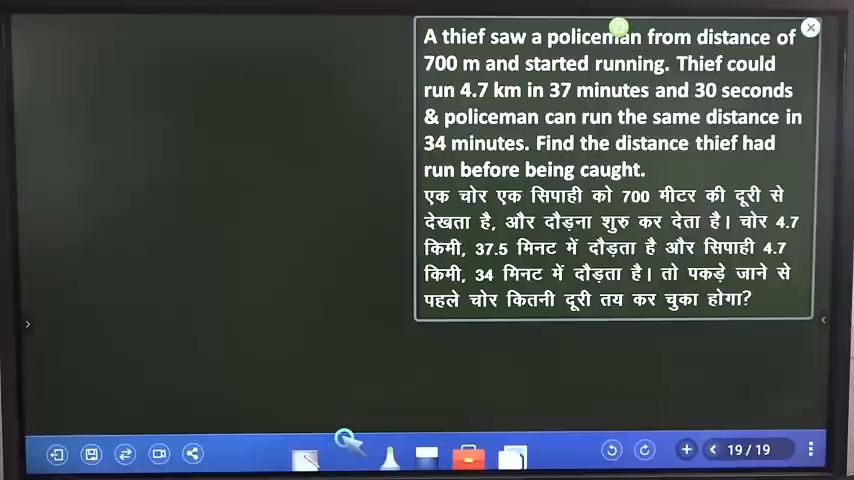 A thief saw a policeman from distance of
700 m and started running. Thief could
run 4.7 km in 37 minutes and 30 seconds
& policeman can run the same distance in
34 minutes. Find the distance thief had
run before being caught.
एक चोर एक सिपाही को 700 मीटर की दूरी से
देखता है, और दौड़ना शुरु कर देता है। चोर 4.7
किमी, 37.5 मिनट में दौड़ता है और सिपाही 4.7
किमी, 34 मिनट में दौड़ता है। तो पकड़े जाने से
पहले चोर कितनी दूरी तय कर चुका होगा?
19 / 19